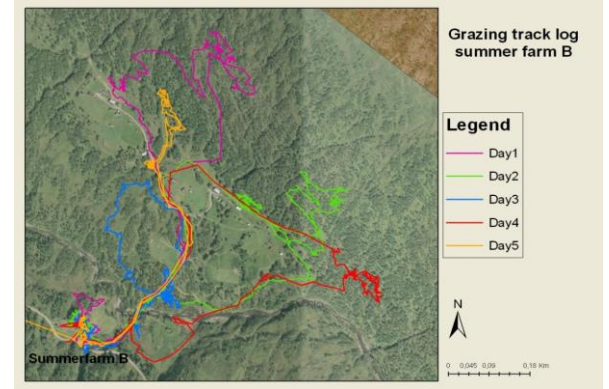 Grazing track log
summer farm B
Legend
Day1
Day2
Day3
Day4
Day5
N
0 0,045 0,09 0,18 Km
Summerfarm B